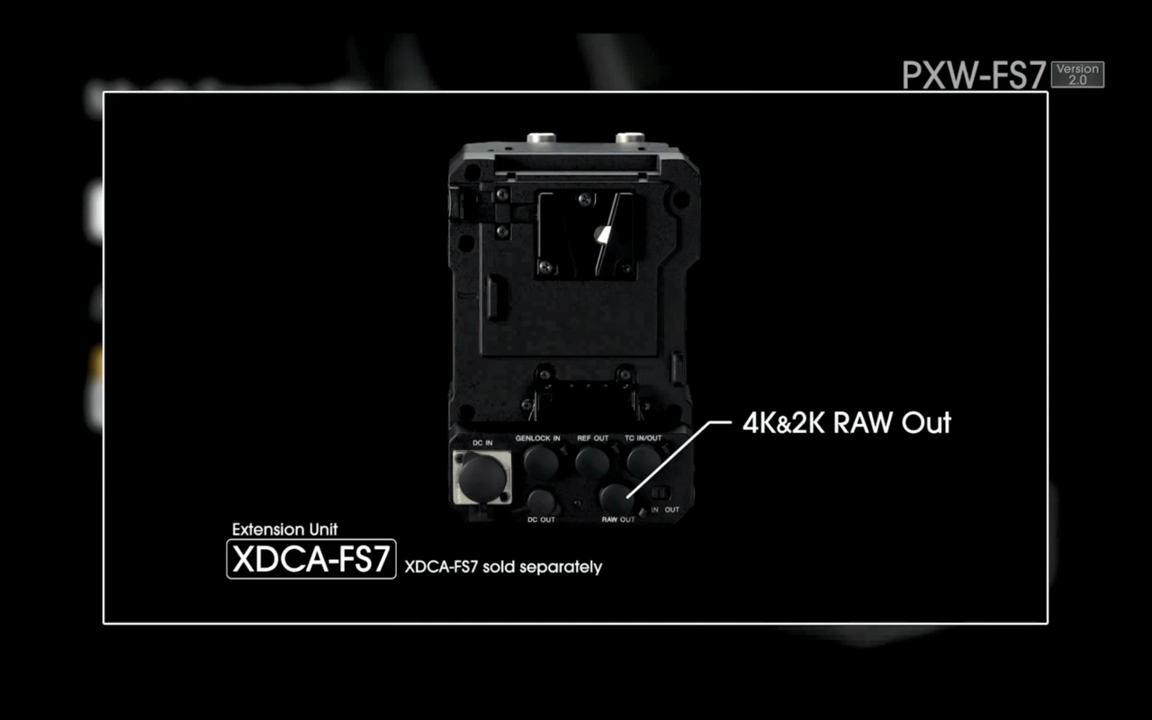 PXW-FS7 Version 2.0
4K&2K RAW Out
DC IN
GENLOCK IN
REF OUT
TC IN/OUT
DC OUT
RAW OUT
IN OUT
Extension Unit
XDCA-FS7 XDCA-FS7 sold separately